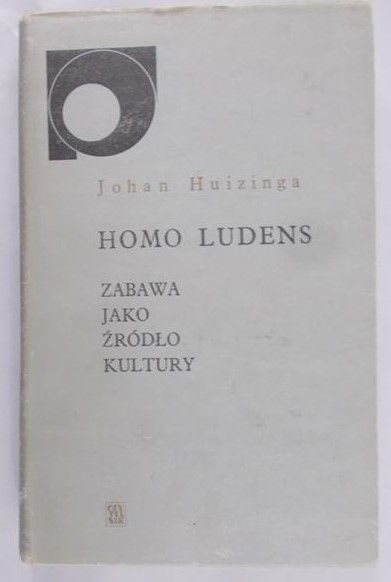 Johan Huizinga
HOMO LUDENS
ZABAWA
JAKO
ŹRÓDŁO
KULTURY